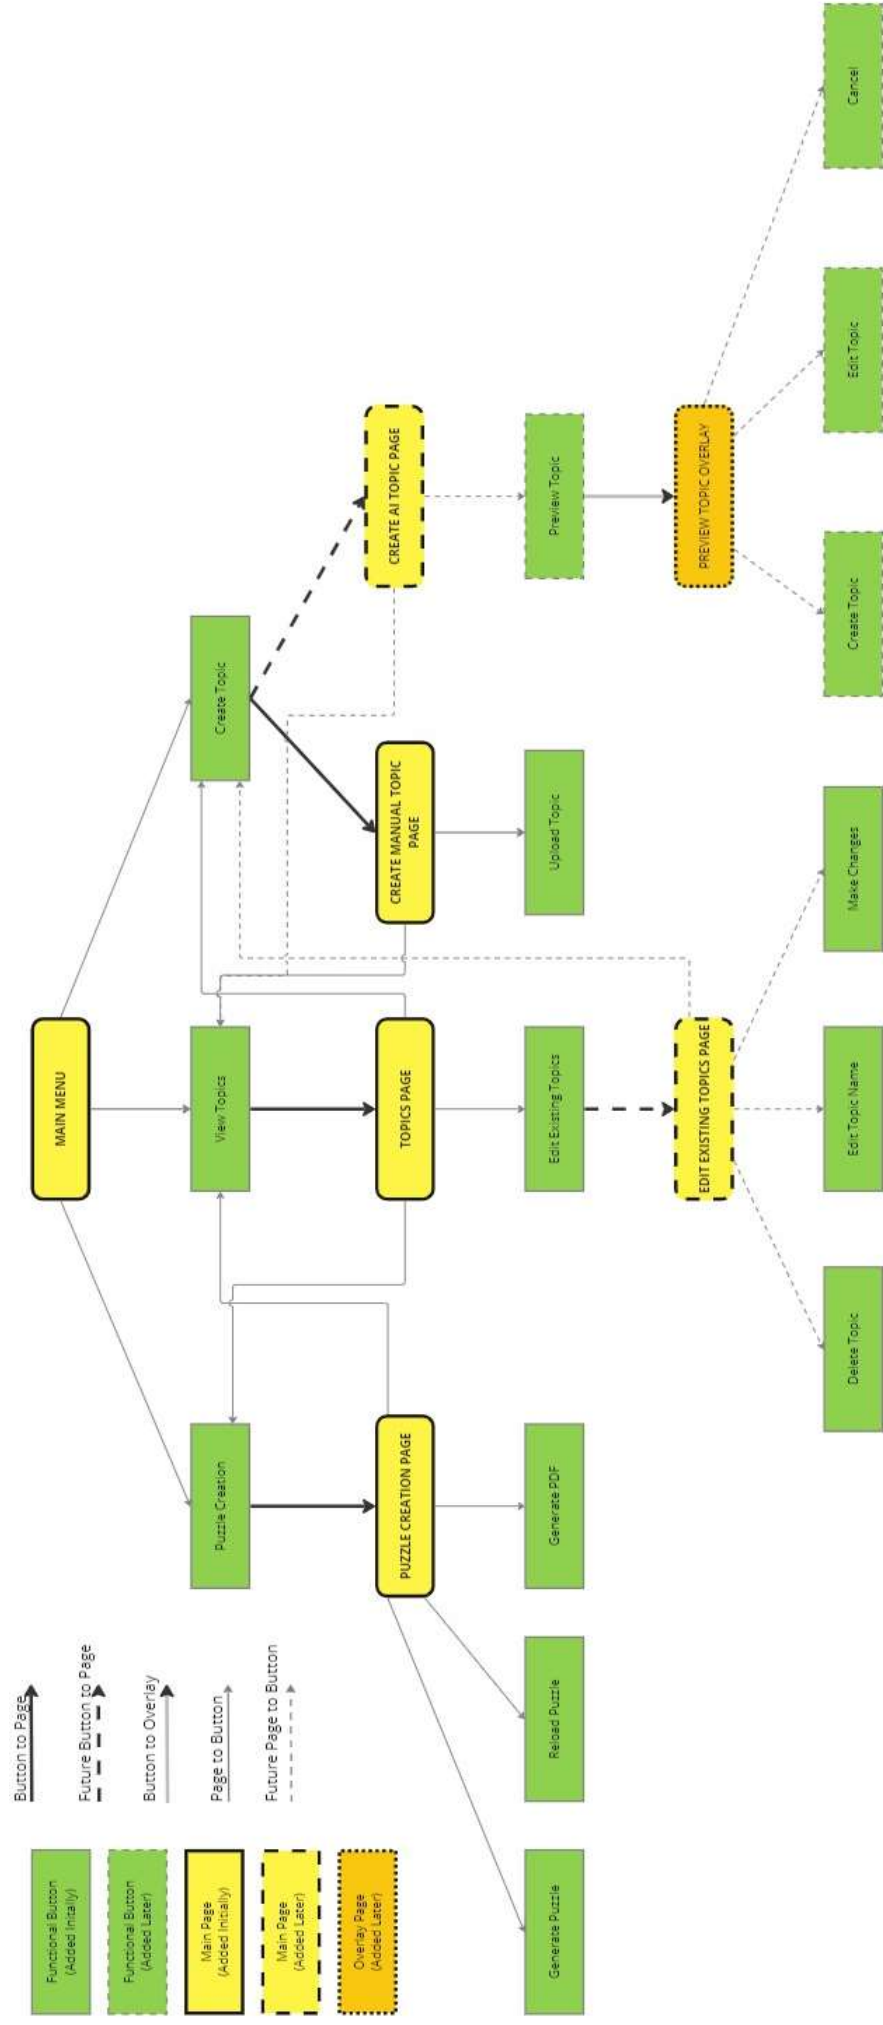 Functional Button
(Added Initally)
Functional Button
(Added Later)
Main Page
(Added Initially)
Main Page
(Added Later)
Overlay Page
(Added Later)
Button to Page
Future Button to Page
Button to Overlay
Page to Button
Future Page to Button
MAIN MENU
Puzzle Creation
View Topics
Create Topic
PUZZLE CREATION PAGE
TOPICS PAGE
CREATE MANUAL TOPIC
PAGE
CREATE AI TOPIC PAGE
Generate Puzzle
Reload Puzzle
Generate PDF
Edit Existing Topics
Upload Topic
Preview Topic
EDIT EXISTING TOPICS PAGE
PREVIEW TOPIC OVERLAY
Delete Topic
Edit Topic Name
Make Changes
Create Topic
Edit Topic
Cancel